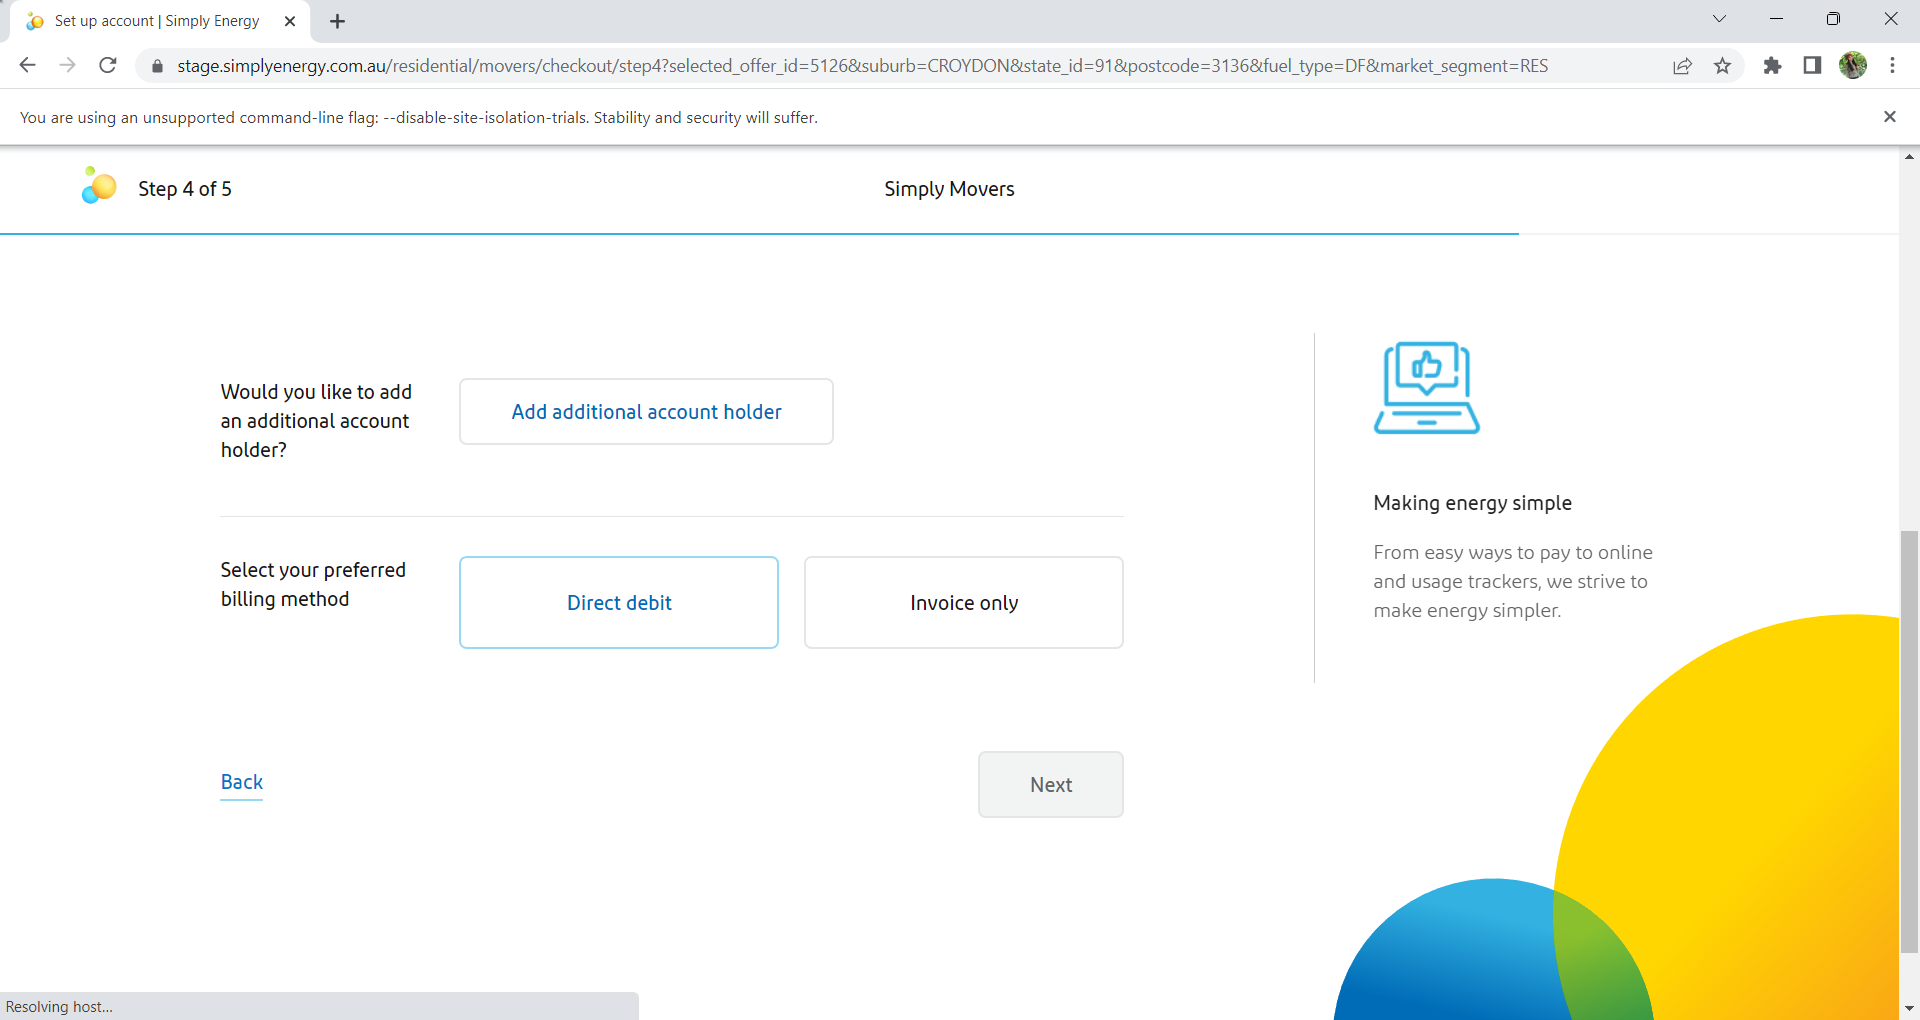 Set up account | Simply Energy
stage.simplyenergy.com.au/residential/movers/checkout/step4?selected_offer_id=5126&suburb=CROYDON&state_id=91&postcode=3136&fuel_type=DF&market_segment=RES
You are using an unsupported command-line flag: --disable-site-isolation-trials. Stability and security will suffer.
Step 4 of 5
Simply Movers
Would you like to add
an additional account
holder?
Add additional account holder
Select your preferred
billing method
Direct debit
Invoice only
Back
Next
Making energy simple
From easy ways to pay to online
and usage trackers, we strive to
make energy simpler.
Resolving host...